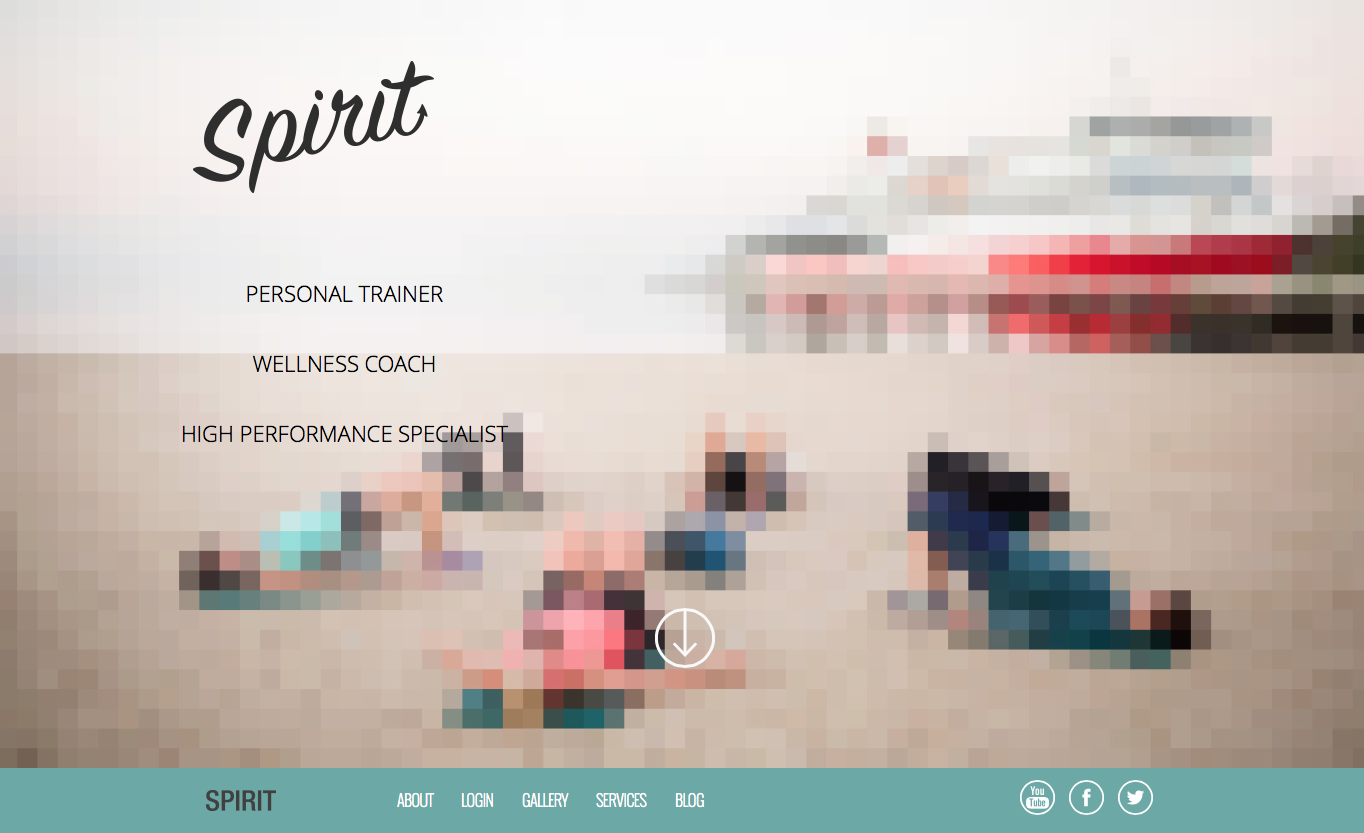 Spirit
PERSONAL TRAINER
WELLNESS COACH
HIGH PERFORMANCE SPECIALIST
SPIRIT ABOUT LOGIN GALLERY SERVICES BLOG You
Tube